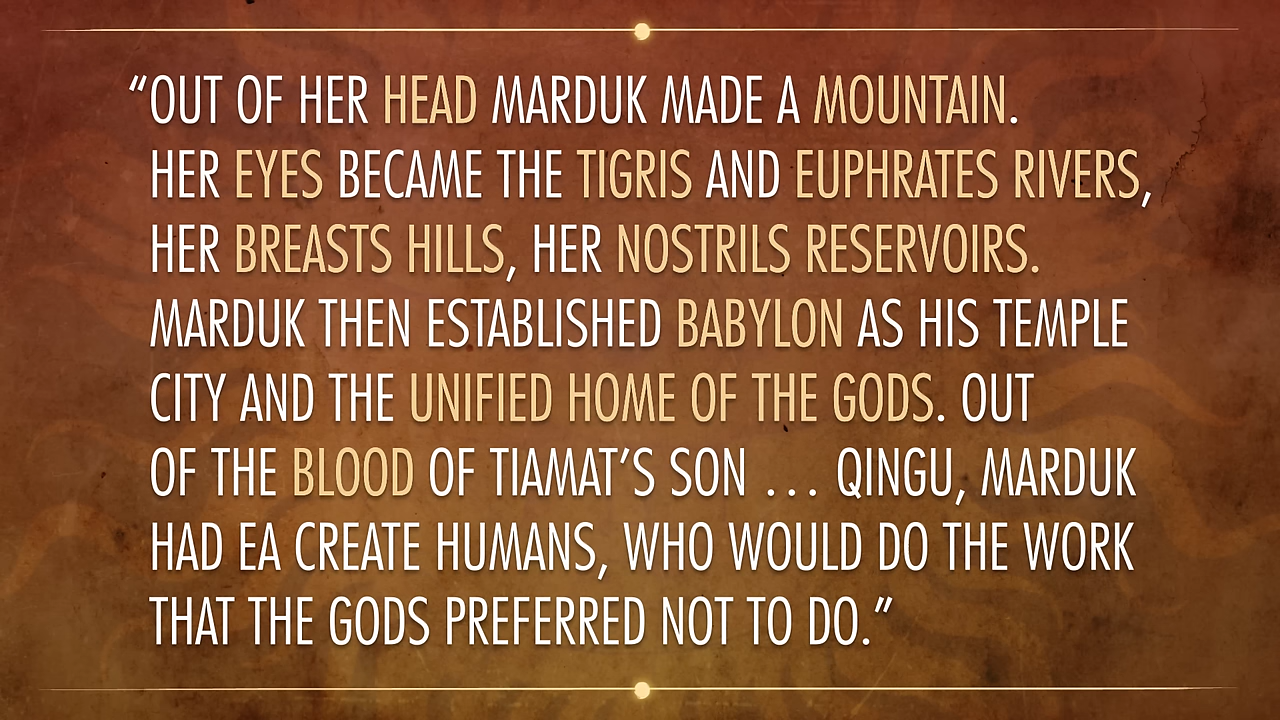 “OUT OF HER HEAD MARDUK MADE A MOUNTAIN.
HER EYES BECAME THE TIGRIS AND EUPHRATES RIVERS,
HER BREASTS HILLS, HER NOSTRILS RESERVOIRS.
MARDUK THEN ESTABLISHED BABYLON AS HIS TEMPLE
CITY AND THE UNIFIED HOME OF THE GODS. OUT
OF THE BLOOD OF TIAMAT’S SON ... QINGU, MARDUK
HAD EA CREATE HUMANS, WHO WOULD DO THE WORK
THAT THE GODS PREFERRED NOT TO DO.”